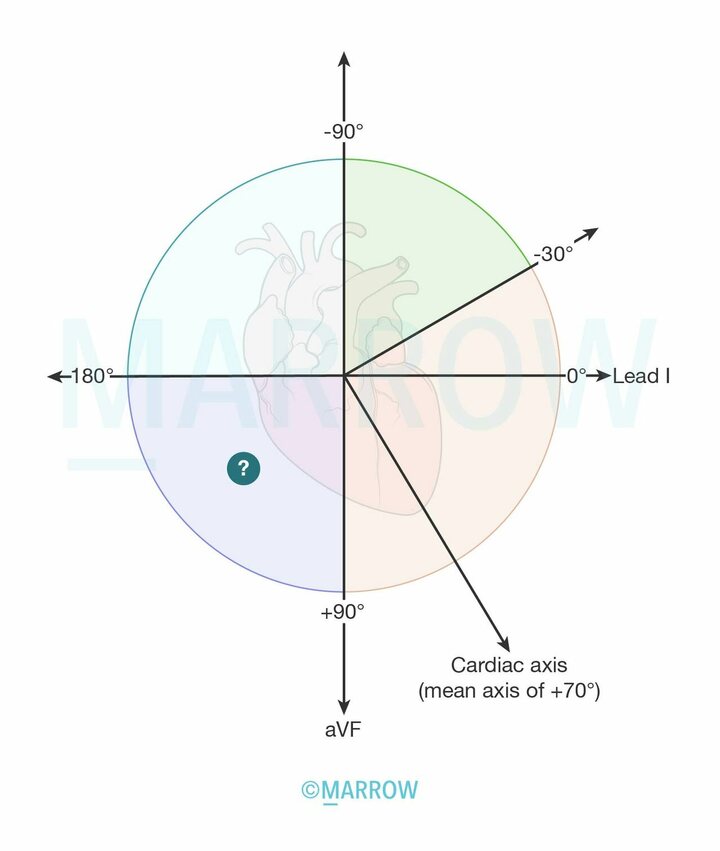 -90°
MARROW
-30°
180°
0°
Lead I
?
+90°
Cardiac axis
(mean axis of +70°)
aVF
©MARROW